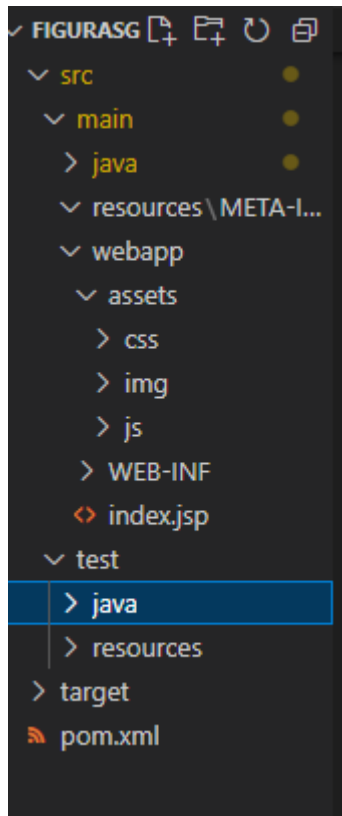 FIGURASG
src
main
java
resources\META-I...
webapp
assets
css
img
js
WEB-INF
index.jsp
test
java
resources
target
pom.xml